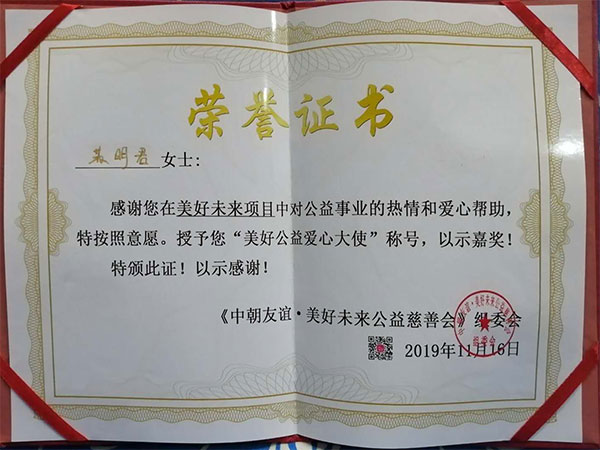 荣誉证书
苏明君女士：
感谢您在美好未来项目中对公益事业的热情和爱心帮助，
特按照意愿。授予您“美好公益爱心大使”称号，以示嘉奖！
特颁此证！以示感谢！
《中朝友谊·美好未来公益慈善会》组委会
2019年11月16日
组委会